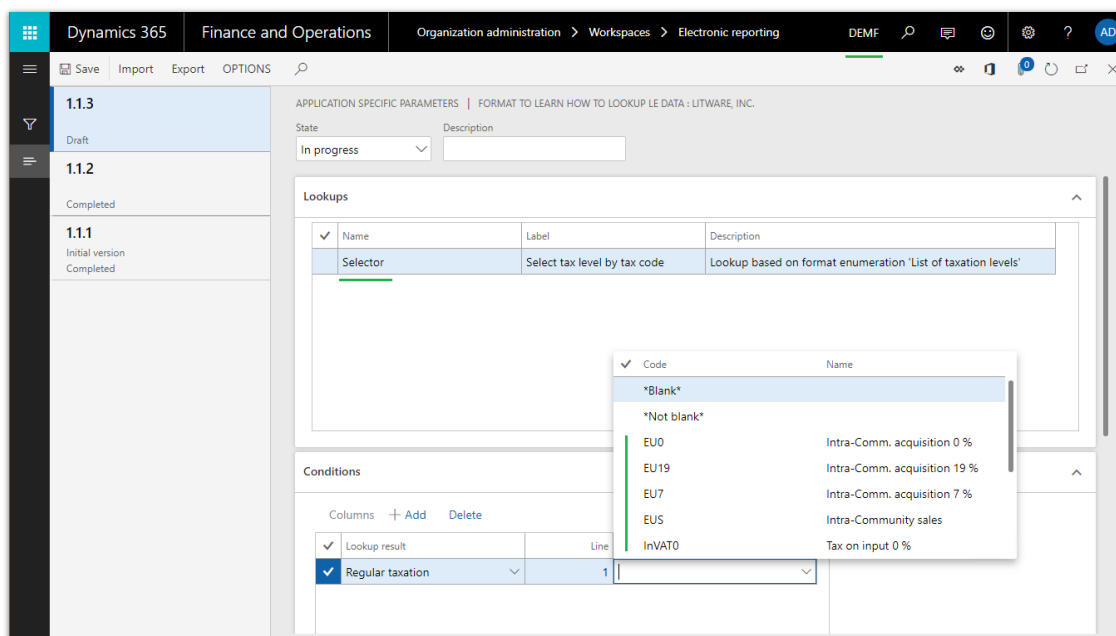 Dynamics 365
Finance and Operations
Organization administration > Workspaces > Electronic reporting
DEMF
?
AD
Save
Import
Export
OPTIONS
0
1.1.3
Draft
1.1.2
Completed
1.1.1
Initial version
Completed
APPLICATION SPECIFIC PARAMETERS | FORMAT TO LEARN HOW TO LOOKUP LE DATA : LITWARE, INC.
State
Description
In progress
Lookups
Name
Label
Description
Selector
Select tax level by tax code
Lookup based on format enumeration 'List of taxation levels'
Code
Name
*Blank*
*Not blank*
EU0
Intra-Comm. acquisition 0 %
EU19
Intra-Comm. acquisition 19 %
EU7
Intra-Comm. acquisition 7 %
EUS
Intra-Community sales
InVAT0
Tax on input 0 %
Conditions
Columns
+ Add
Delete
Lookup result
Line
Regular taxation
1